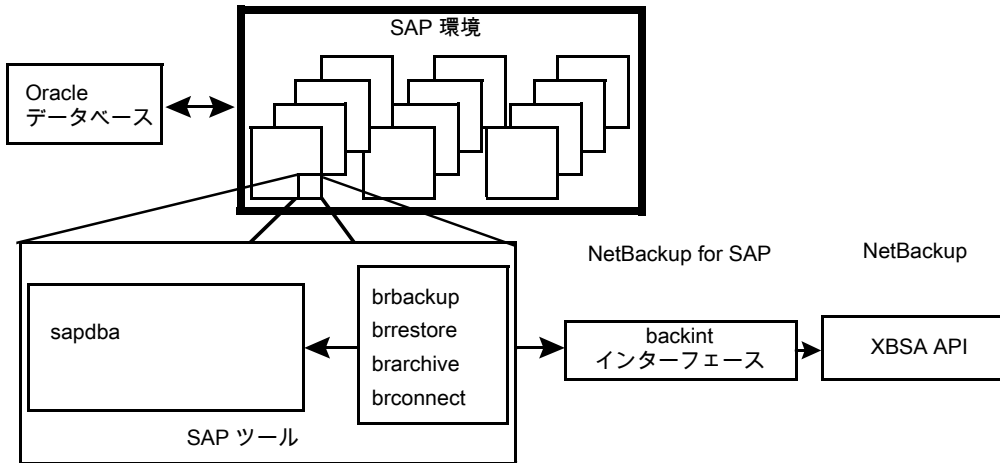 SAP 環境
Oracle
データベース
NetBackup for SAP
NetBackup
sapdba
brbackup
brrestore
brarchive
brconnect
backint
インターフェース
XBSA API
SAP ツール